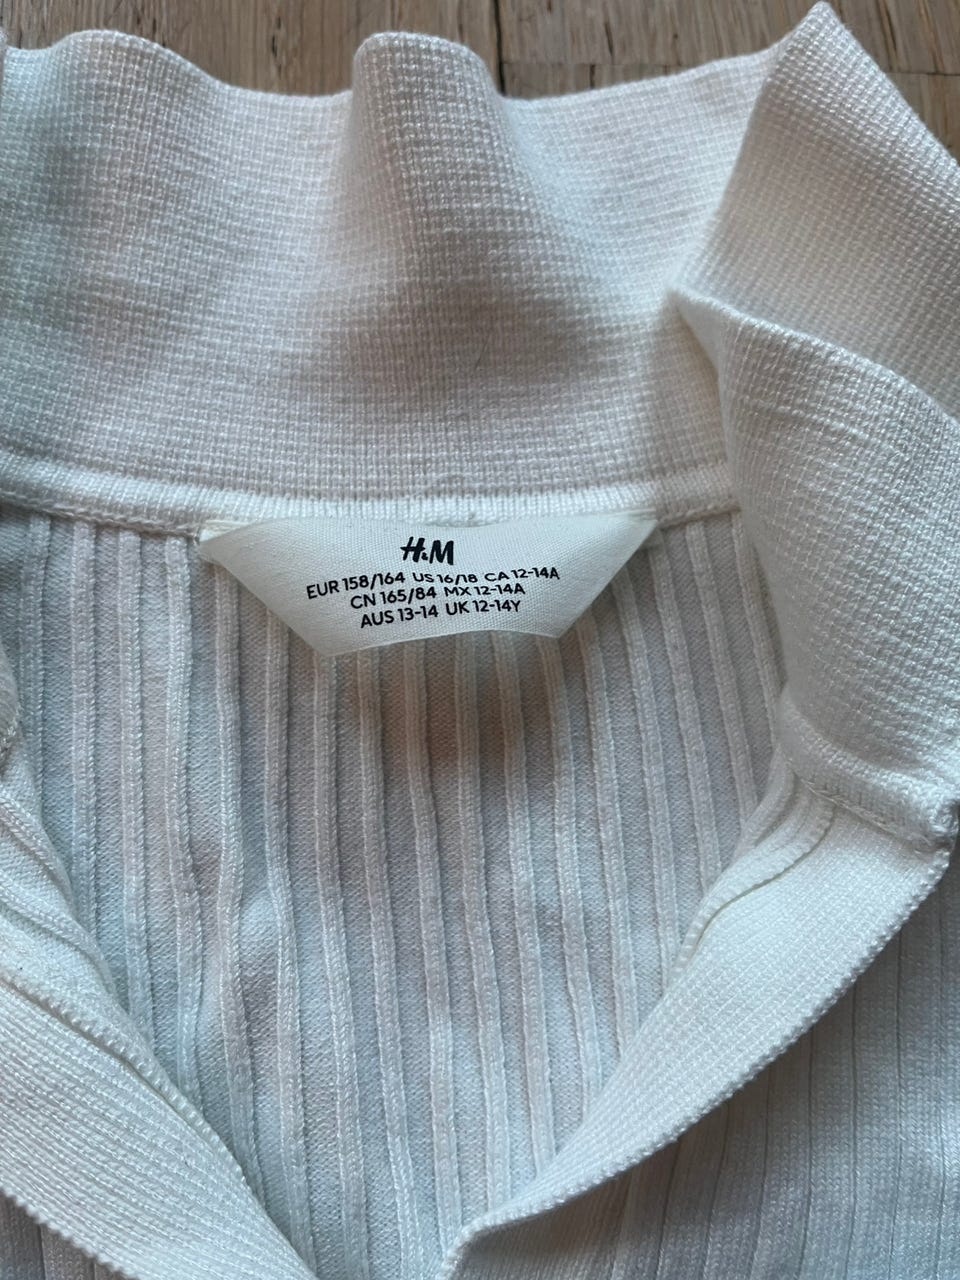 H&M
EUR 158/164 US 16/18 CA 12-14A
CN 165/84 MX 12-14A
AUS 13-14 UK 12-14Y